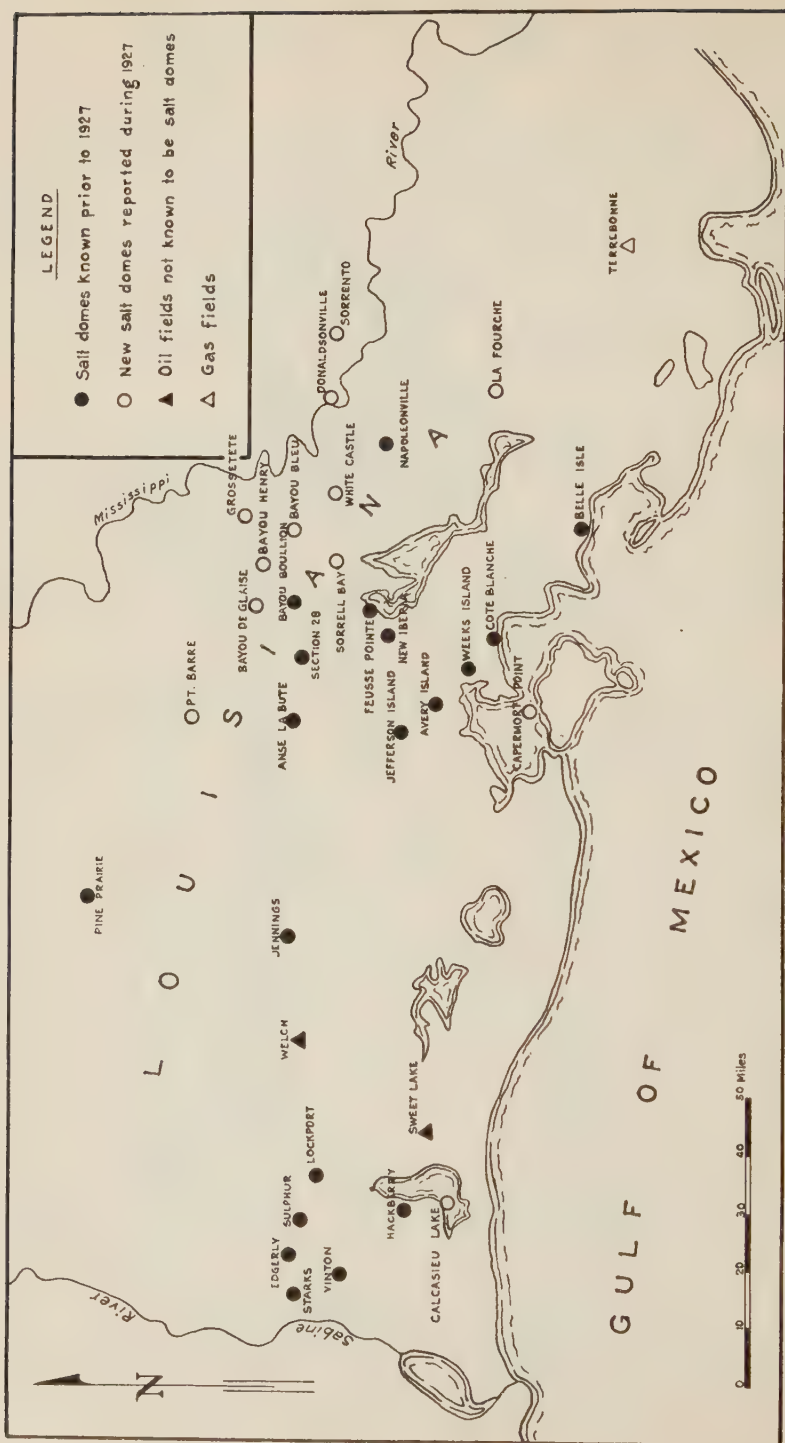 LEGEND
Salt domes known prior to 1927
New salt domes reported during 1927
Oil fields not known to be salt domes
Gas fields
N
Sabine River
Mississippi River
LOUISIANA
GULF OF MEXICO
PINE PRAIRIE
PT. BARRE
GROSSETETE
BAYOU DE GLAISE
BAYOU HENRY
BAYOU BOUILLION
BAYOU BLEU
EDGERLY
STARKS
SULPHUR
VINTON
LOCKPORT
WELCH
JENNINGS
ANSE LA BUTE
SECTION 28
SORRELL BAY
WHITE CASTLE
DONALDSONVILLE
SORRENTO
HACKBERRY
CALCASIEU LAKE
SWEET LAKE
JEFFERSON ISLAND
FEUSSE POINTE
NEW IBERIA
AVERY ISLAND
NAPOLEONVILLE
WEEKS ISLAND
COTE BLANCHE
CAPERMORT POINT
LA FOURCHE
BELLE ISLE
TERREBONNE
0 10 20 30 40 50 Miles